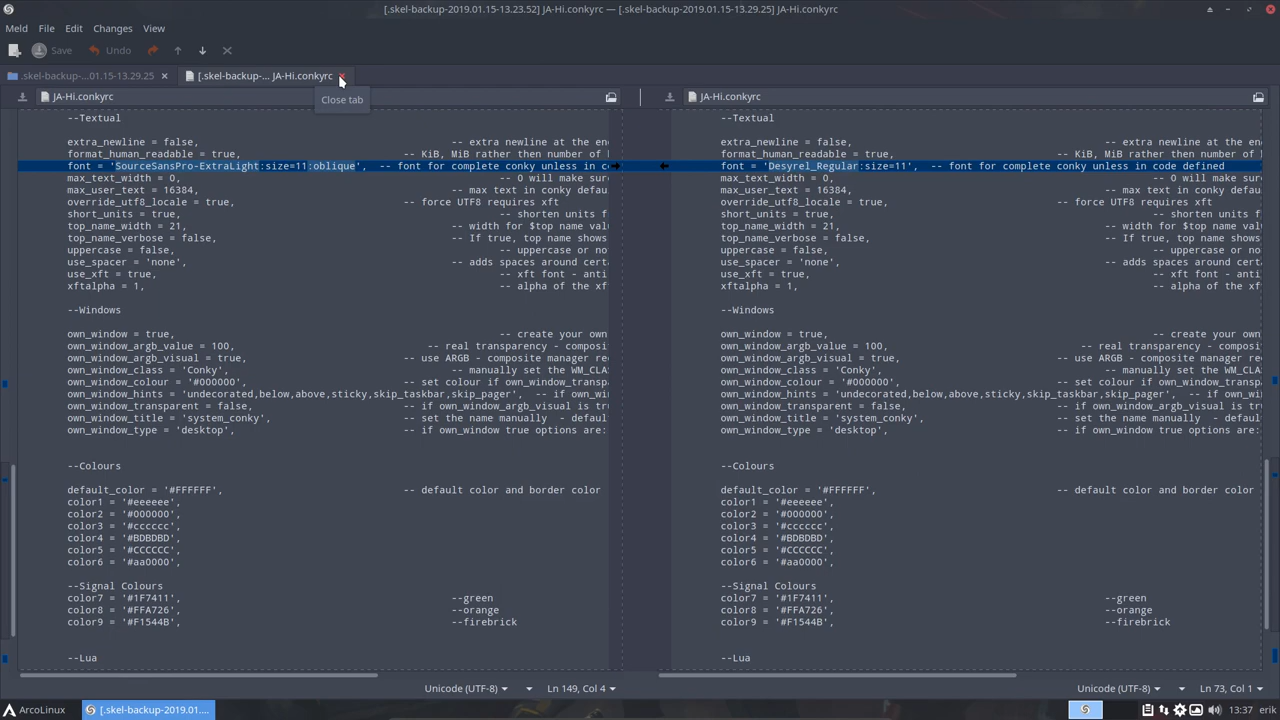 [.skel-backup-2019.01.15-13.23.52] JA-Hi.conkyrc — [.skel-backup-2019.01.15-13.29.25] JA-Hi.conkyrc
Meld File Edit Changes View
Save Undo
.skel-backup-...01.15-13.29.25 [.skel-backup-... JA-Hi.conkyrc
Close tab
JA-Hi.conkyrc
--Textual
extra_newline = false, -- extra newline at the en
format_human_readable = true, -- KiB, MiB rather then number of
font = 'SourceSansPro-ExtraLight:size=11:oblique', -- font for complete conky unless in c
max_text_width = 0, -- 0 will make sur
max_user_text = 16384, -- max text in conky defau
override_utf8_locale = true, -- force UTF8 requires xft
short_units = true, -- shorten units f
top_name_width = 21, -- width for $top name valu
top_name_verbose = false, -- If true, top name shows
uppercase = false, -- uppercase or no
use_spacer = 'none', -- adds spaces around certa
use_xft = true, -- xft font - anti
xftalpha = 1, -- alpha of the xf
--Windows
own_window = true, -- create your own
own_window_argb_value = 100, -- real transparency - composite m
own_window_argb_visual = true, -- use ARGB - composite manager re
own_window_class = 'Conky', -- manually set the WM_CLA
own_window_colour = '#000000', -- set colour if own_window_transp
own_window_hints = 'undecorated,below,above,sticky,skip_taskbar,skip_pager', -- if own_win
own_window_transparent = false, -- if own_window_argb_visual is tr
own_window_title = 'system_conky', -- set the name manually - defaul
own_window_type = 'desktop', -- if own_window true options are:
--Colours
default_color = '#FFFFFF', -- default color and border color
color1 = '#eeeeee',
color2 = '#000000',
color3 = '#cccccc',
color4 = '#BDBDBD',
color5 = '#CCCCCC',
color6 = '#aa0000',
--Signal Colours
color7 = '#1F7411', --green
color8 = '#FFA726', --orange
color9 = '#F1544B', --firebrick
--Lua
Unicode (UTF-8) Ln 149, Col 4
JA-Hi.conkyrc
--Textual
extra_newline = false, -- extra newline at the e
format_human_readable = true, -- KiB, MiB rather then number of
font = 'Desyrel_Regular:size=11', -- font for complete conky unless in code defined
max_text_width = 0, -- 0 will make sur
max_user_text = 16384, -- max text in conky defa
override_utf8_locale = true, -- force UTF8 requires xft
short_units = true, -- shorten units
top_name_width = 21, -- width for $top name val
top_name_verbose = false, -- If true, top name shows
uppercase = false, -- uppercase or n
use_spacer = 'none', -- adds spaces around cert
use_xft = true, -- xft font - ant
xftalpha = 1, -- alpha of the x
--Windows
own_window = true, -- create your own
own_window_argb_value = 100, -- real transparency - composite
own_window_argb_visual = true, -- use ARGB - composite manager r
own_window_class = 'Conky', -- manually set the WM_CL
own_window_colour = '#000000', -- set colour if own_window_trans
own_window_hints = 'undecorated,below,above,sticky,skip_taskbar,skip_pager', -- if own_wi
own_window_transparent = false, -- if own_window_argb_visual is t
own_window_title = 'system_conky', -- set the name manually - defau
own_window_type = 'desktop', -- if own_window true options are
--Colours
default_color = '#FFFFFF', -- default color and border color
color1 = '#eeeeee',
color2 = '#000000',
color3 = '#cccccc',
color4 = '#BDBDBD',
color5 = '#CCCCCC',
color6 = '#aa0000',
--Signal Colours
color7 = '#1F7411', --green
color8 = '#FFA726', --orange
color9 = '#F1544B', --firebrick
--Lua
Unicode (UTF-8) Ln 73, Col 1
ArcoLinux [.skel-backup-2019.01.... 13:37 erik